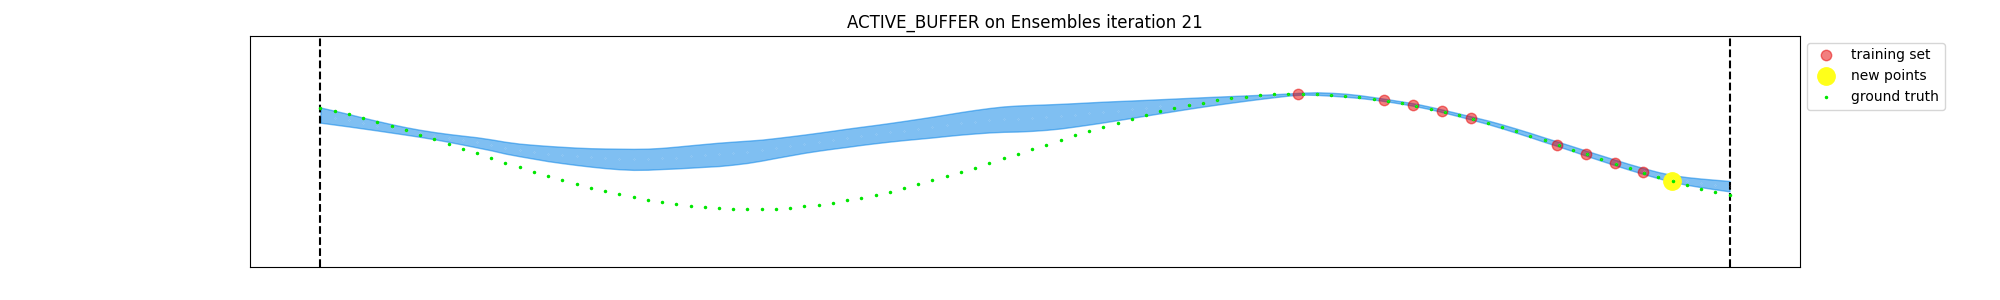 ACTIVE_BUFFER on Ensembles iteration 21
training set
new points
ground truth